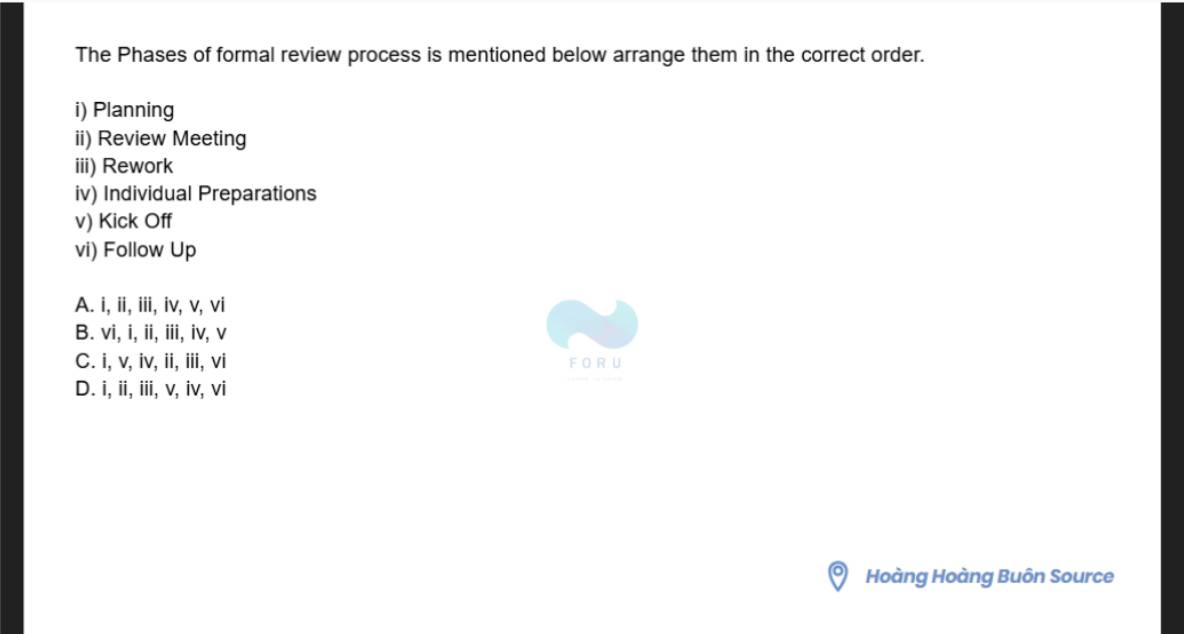 The Phases of formal review process is mentioned below arrange them in the correct order.
i) Planning
ii) Review Meeting
iii) Rework
iv) Individual Preparations
v) Kick Off
vi) Follow Up
A. i, ii, iii, iv, v, vi
B. vi, i, ii, iii, iv, v
C. i, v, iv, ii, iii, vi
D. i, ii, iii, v, iv, vi
FORU
Hoàng Hoàng Buôn Source